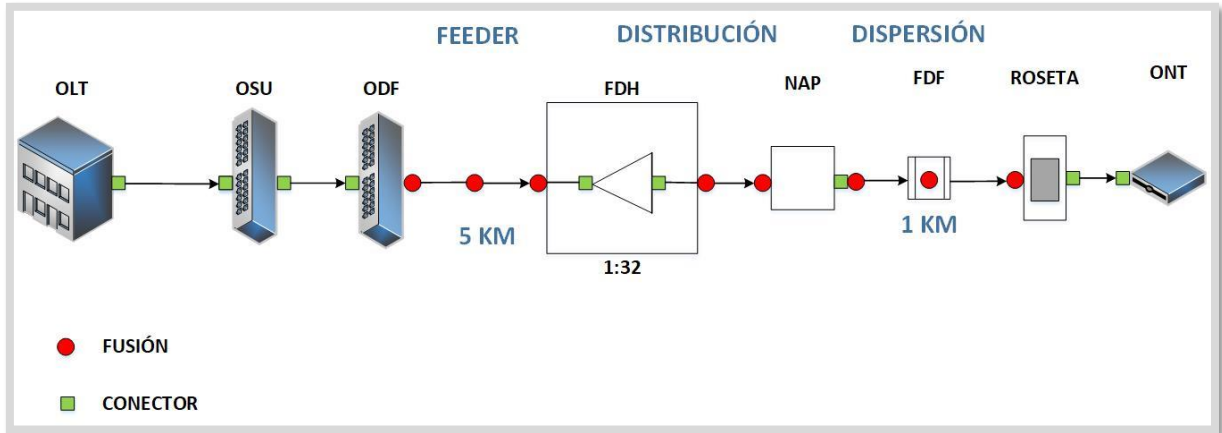 FEEDER DISTRIBUCIÓN DISPERSIÓN
OLT OSU ODF FDH NAP FDF ROSETA ONT
5 KM 1 KM
1:32
FUSIÓN
CONECTOR